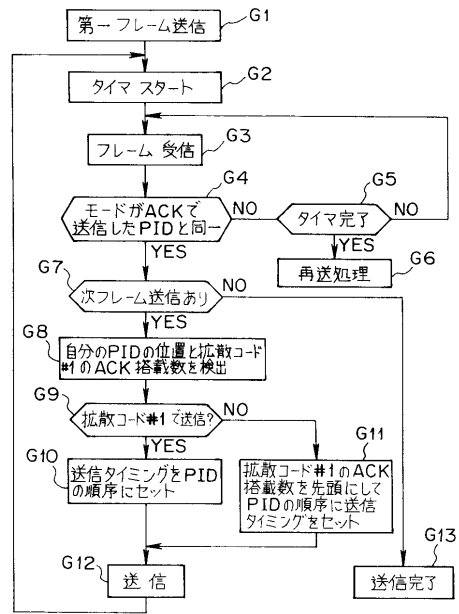 第一フレーム送信
G1
G2
タイマ スタート
G3
フレーム 受信
G4
モードがACKで
送信したPIDと同一
NO
G5
タイマ完了
NO
YES
YES
再送処理
G6
G7
次フレーム送信あり
NO
YES
G8
自分のPIDの位置と拡散コード
#1のACK搭載数を検出
G9
拡散コード#1で送信?
NO
YES
G10
送信タイミングをPID
の順序にセット
G11
拡散コード#1のACK
搭載数を先頭にして
PIDの順序に送信
タイミングをセット
G12
送 信
G13
送信完了